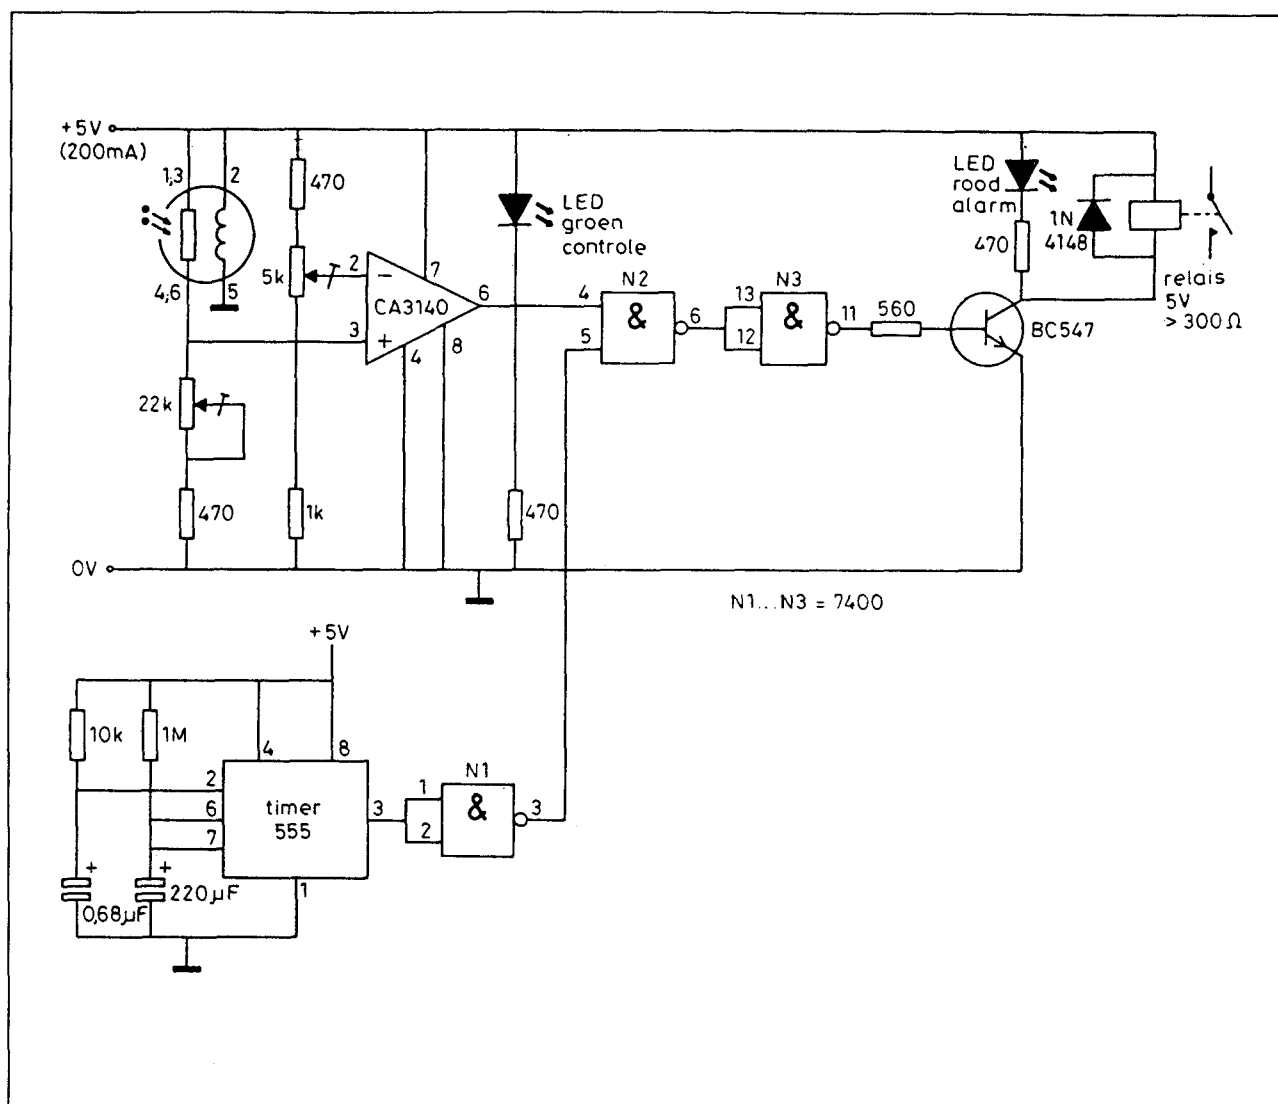 +5V
(200mA)
1,3
2
4,6
5
470
5k
2
3
7
6
CA3140
4
8
22k
470
1k
0V
LED
groen
controle
470
4
5
N2
&
6
13
12
N3
&
11
560
LED
rood
alarm
470
1N
4148
BC547
relais
5V
> 300Ω
N1...N3 = 7400
+5V
10k
1M
4
8
2
6
7
timer
555
3
1
0,68µF
+
220µF
+
1
2
N1
&
3